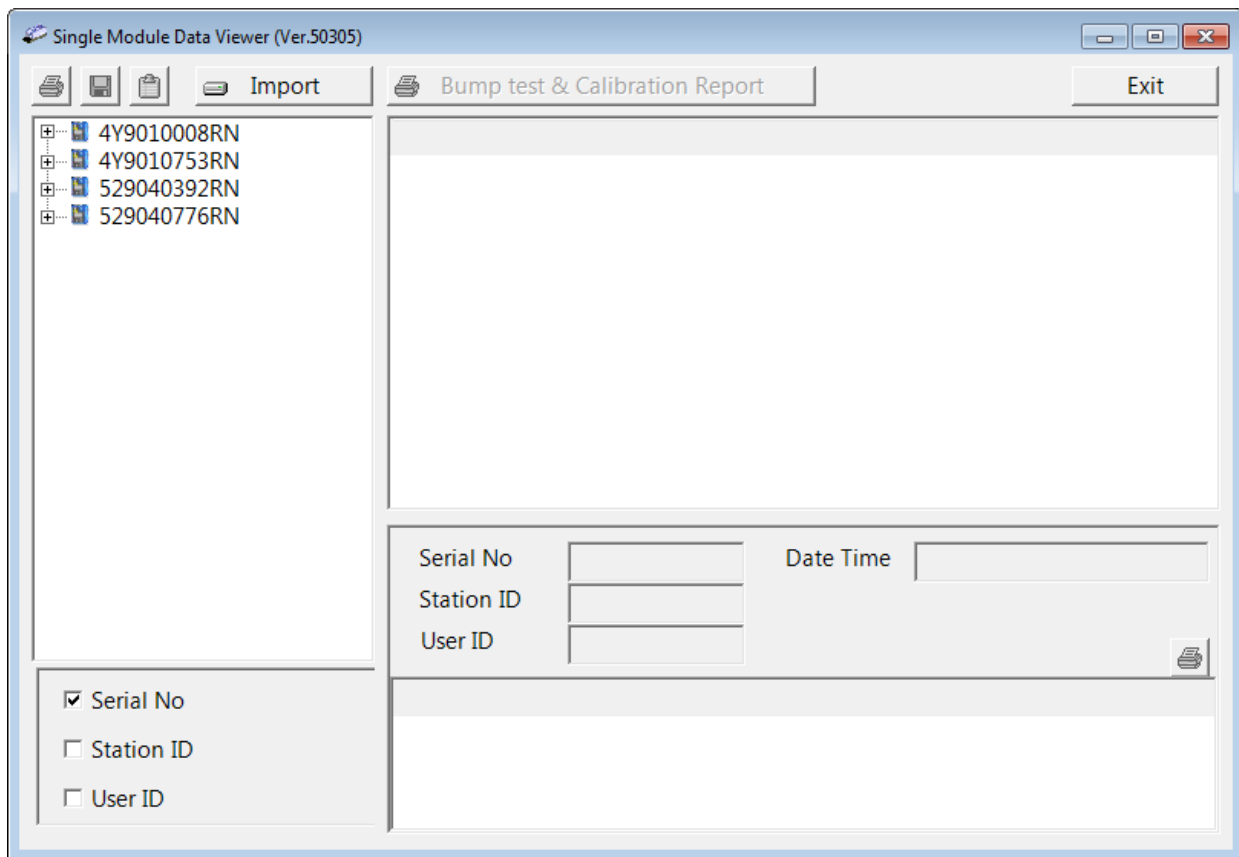 Single Module Data Viewer (Ver.50305)
Import
Bump test & Calibration Report
Exit
4Y9010008RN
4Y9010753RN
529040392RN
529040776RN
Serial No
Date Time
Station ID
User ID
Serial No
Station ID
User ID